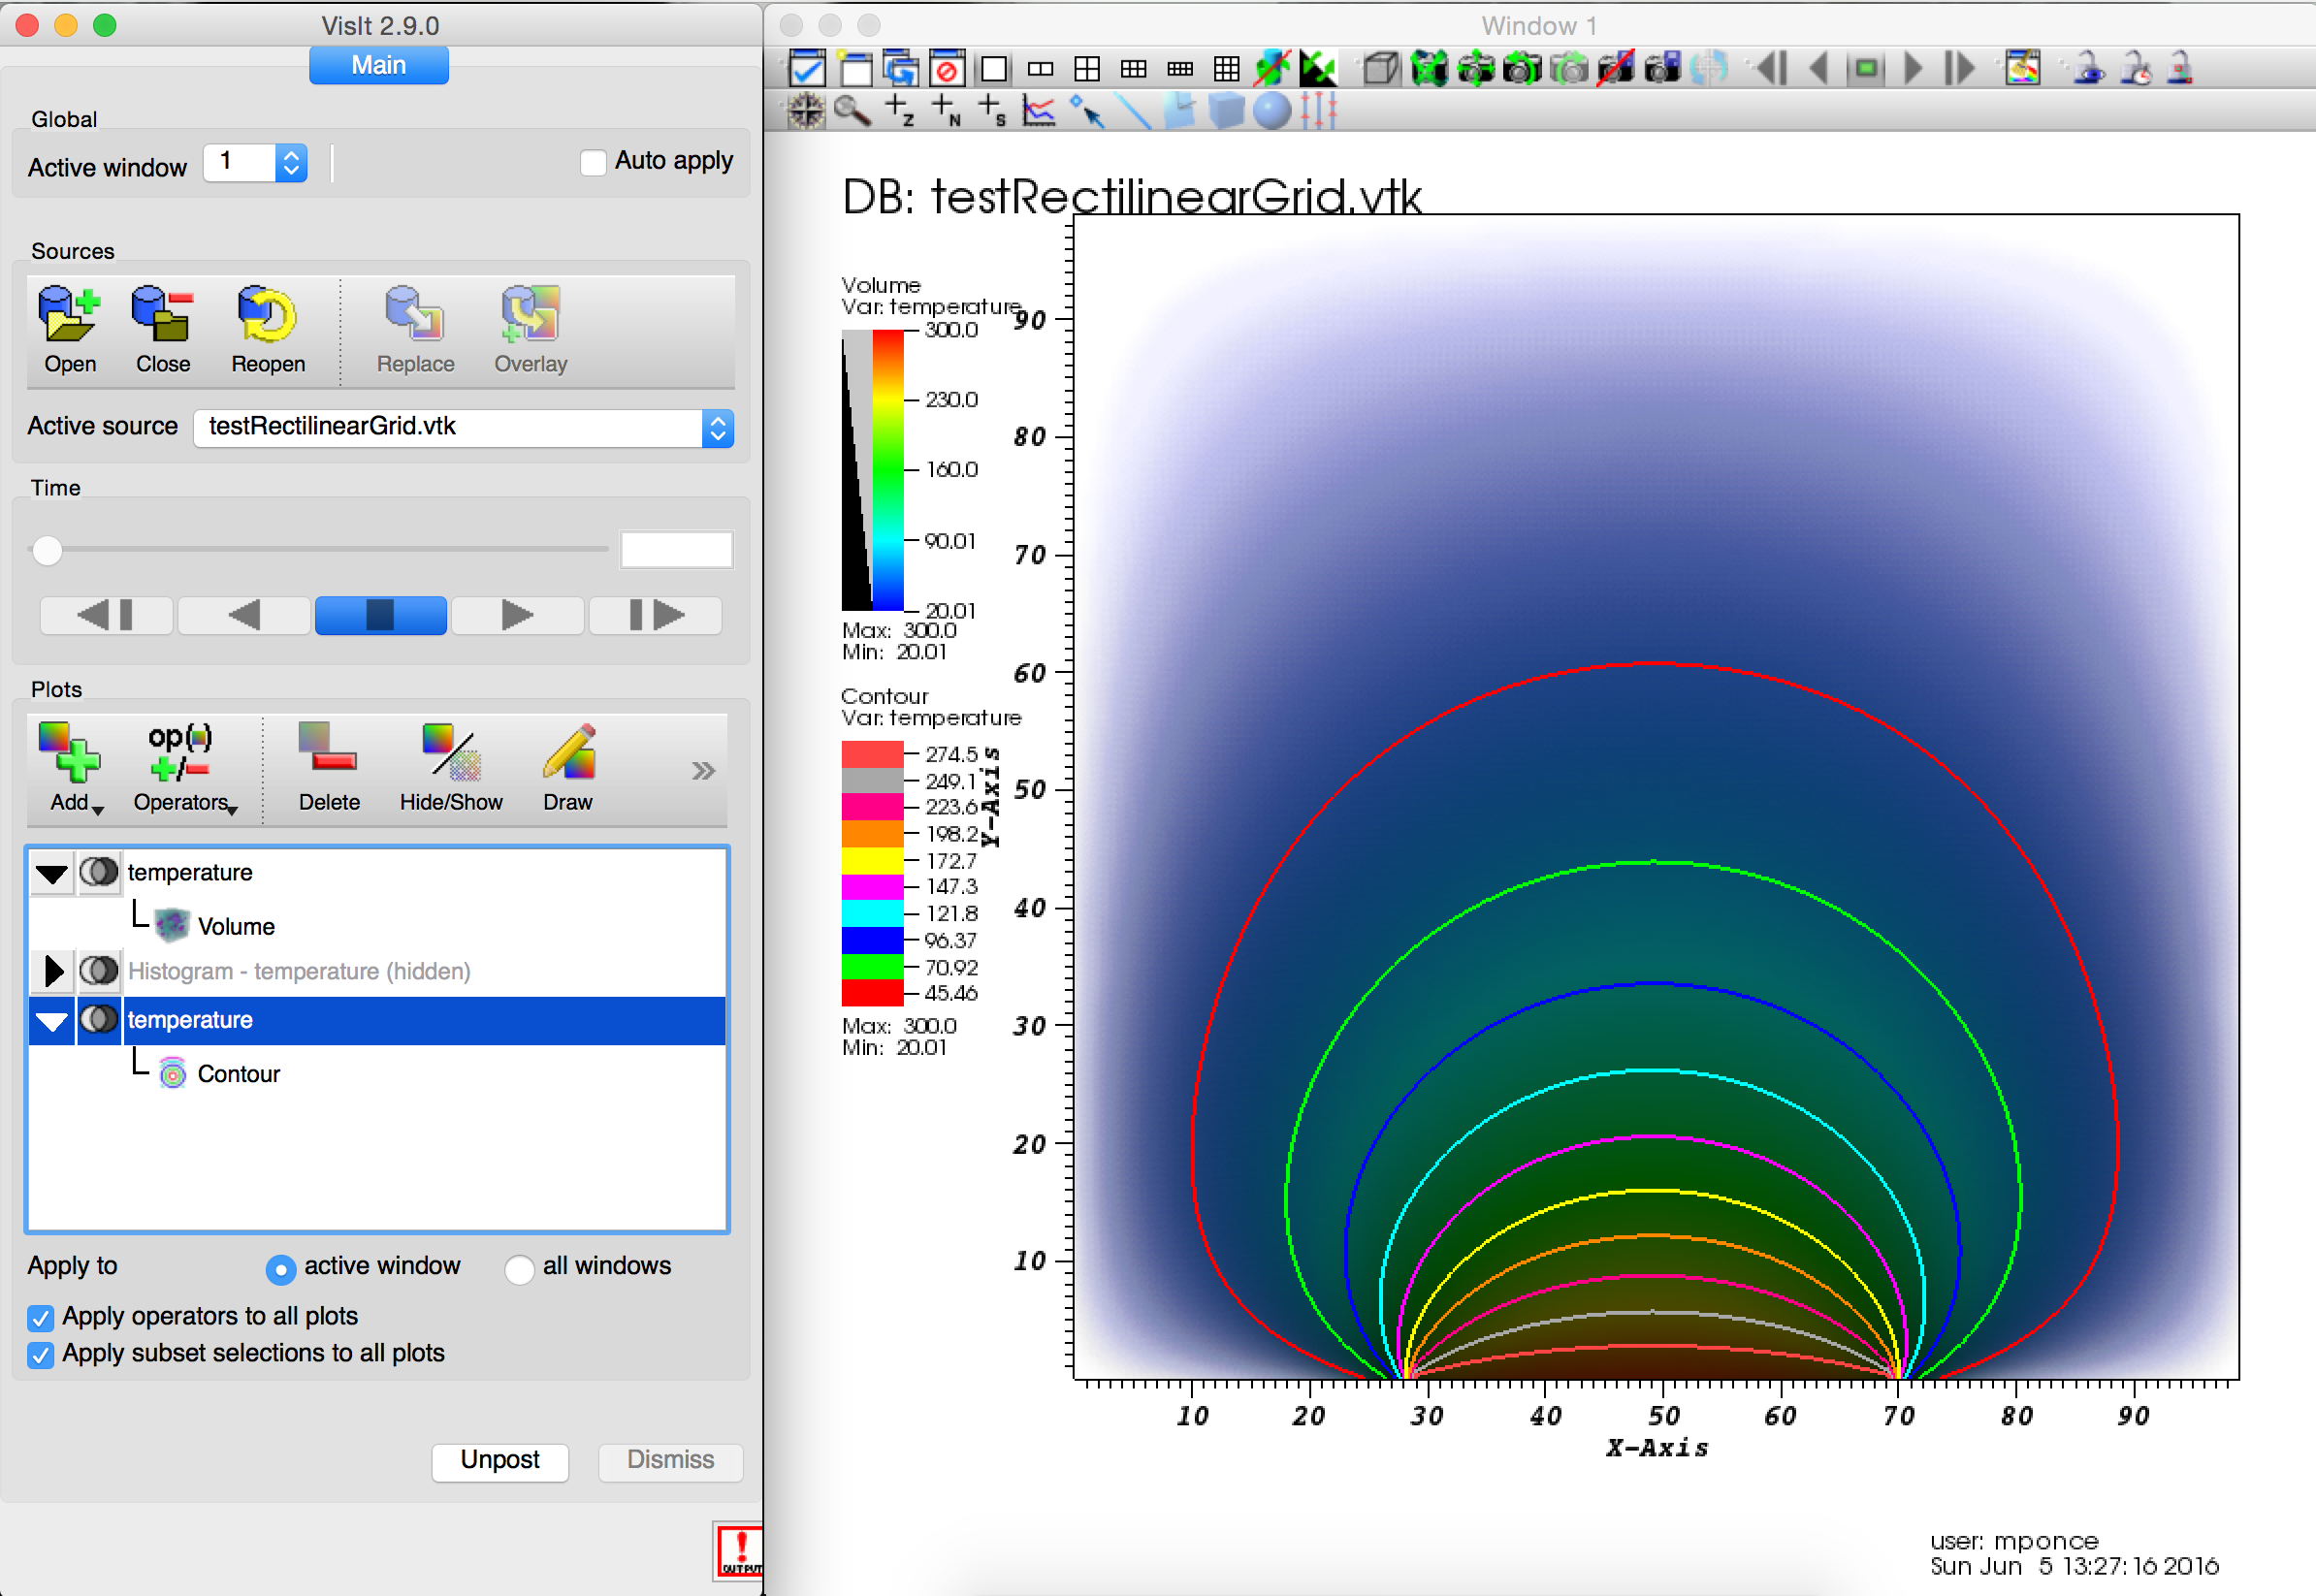 VisIt 2.9.0
Main
Global
Active window 1 Auto apply
Sources
Open Close Reopen Replace Overlay
Active source testRectilinearGrid.vtk
Time
Plots
op()
+/-
Add Operators Delete Hide/Show Draw »
temperature
Volume
Histogram - temperature (hidden)
temperature
Contour
Apply to active window all windows
Apply operators to all plots
Apply subset selections to all plots
Unpost Dismiss
!
OUTPUT
Window 1
+Z +N +S
DB: testRectilinearGrid.vtk
Volume
Var: temperature
300.0
230.0
160.0
90.01
20.01
Max: 300.0
Min: 20.01
Contour
Var: temperature
274.5
249.1
223.6
198.2
172.7
147.3
121.8
96.37
70.92
45.46
Max: 300.0
Min: 20.01
Y-Axis
90
80
70
60
50
40
30
20
10
10 20 30 40 50 60 70 80 90
X-Axis
user: mponce
Sun Jun 5 13:27:16 2016